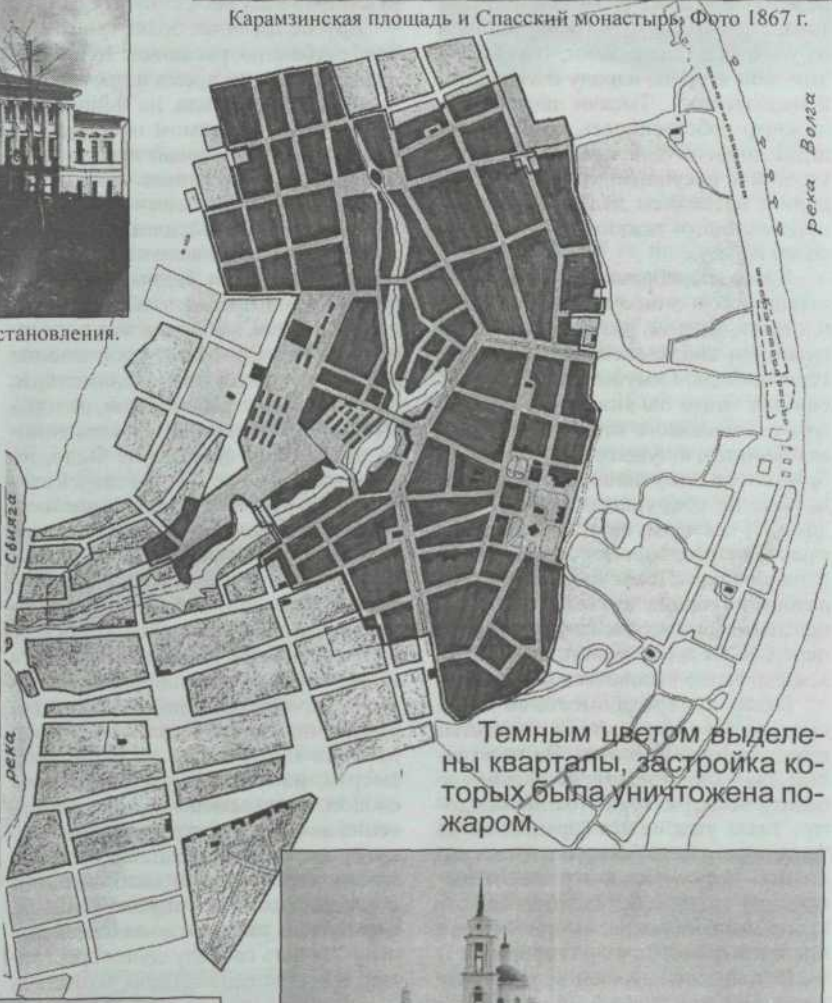 Карамзинская площадь и Спасский монастырь. Фото 1867 г.
река Волга
становления.
река Свияга
Темным цветом выделе-
ны кварталы, застройка ко-
торых была уничтожена по-
жаром.